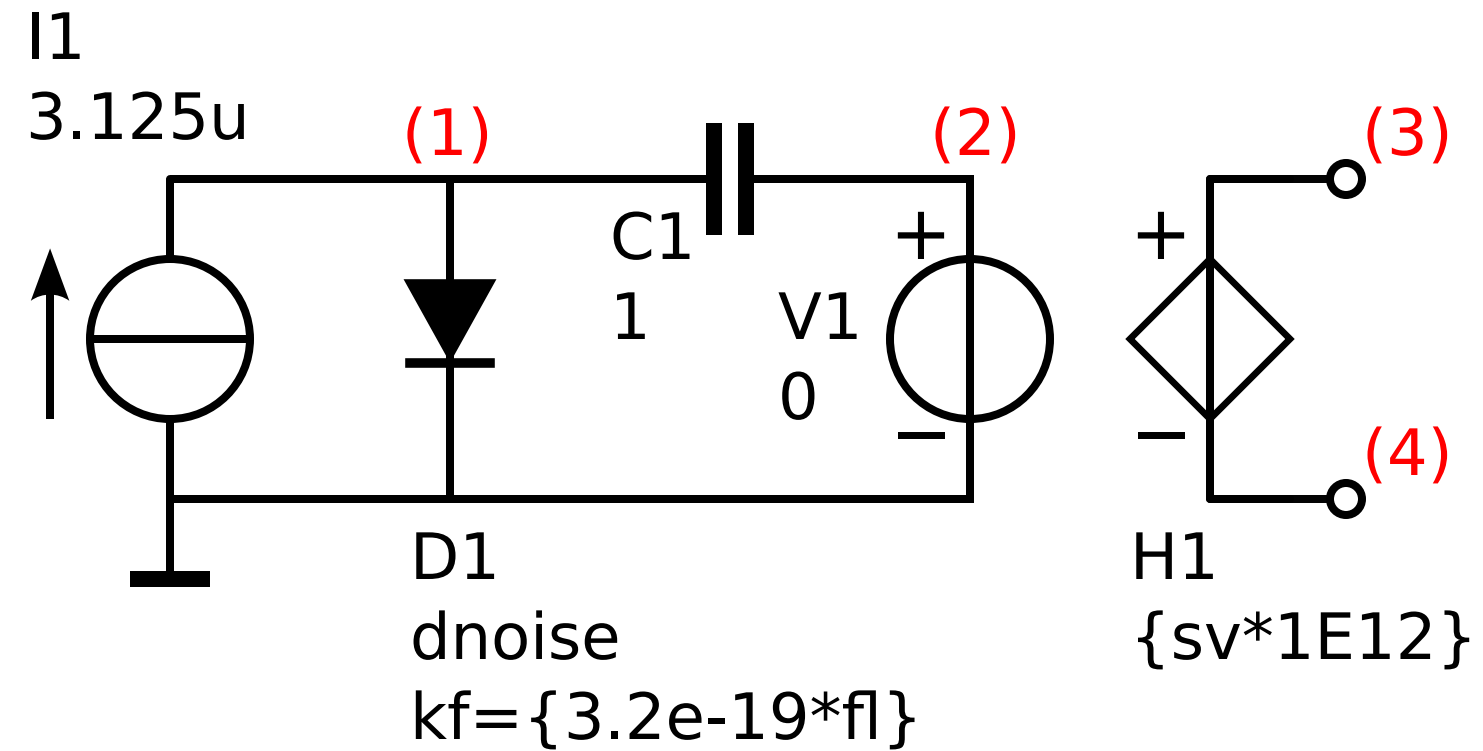 I1
3.125u
(1)
(2)
(3)
C1
1
+
+
V1
0
−
−
(4)
D1
dnoise
kf={3.2e-19*fl}
H1
{sv*1E12}